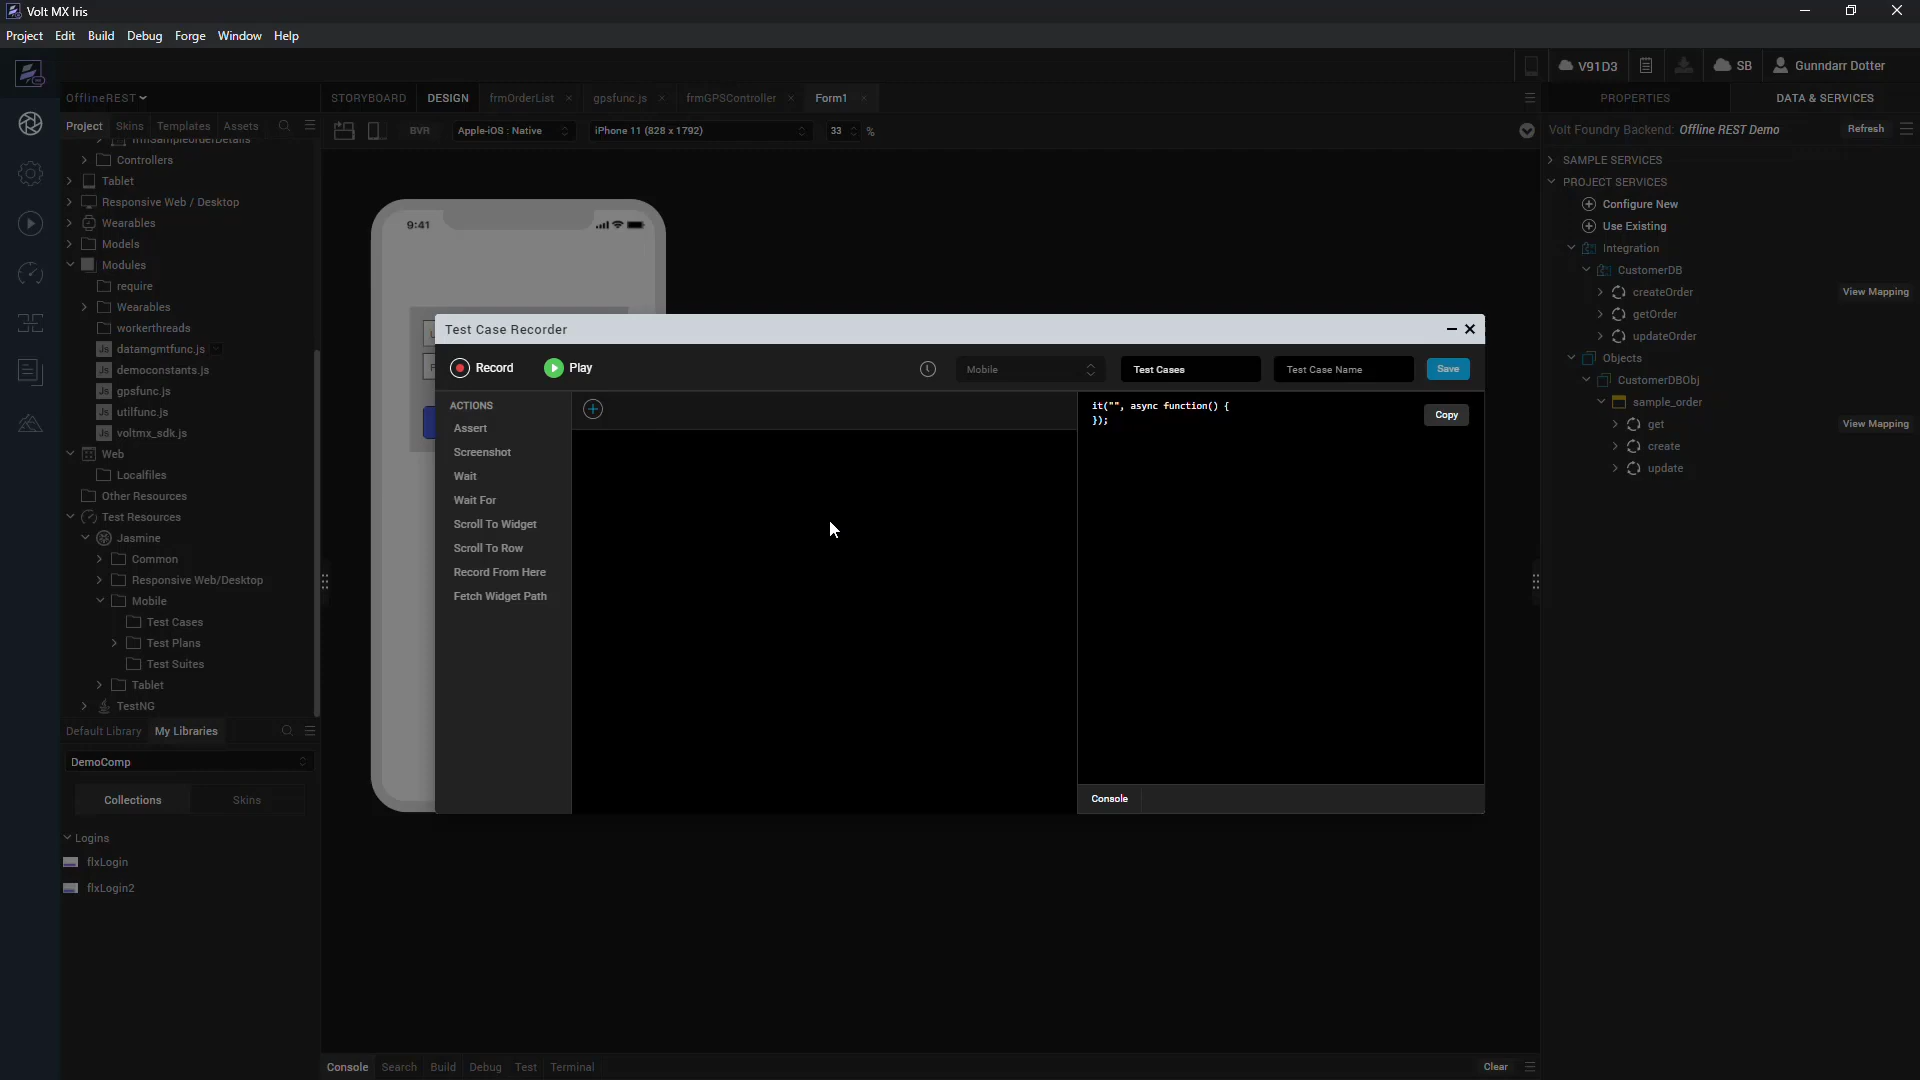 Volt MX Iris
Project Edit Build Debug Forge Window Help
V91D3 SB Gunndarr Dotter
OfflineREST STORYBOARD DESIGN frmOrderList × gpsfunc.js × frmGPSController × Form1 × PROPERTIES DATA & SERVICES
Project Skins Templates Assets
BVR Apple-iOS : Native iPhone 11 (828 x 1792) 33 %
Volt Foundry Backend: Offline REST Demo Refresh
Controllers
Tablet
Responsive Web / Desktop
Wearables
Models
Modules
require
Wearables
workerthreads
Js datamgmtfunc.js
Js democonstants.js
Js gpsfunc.js
Js utilfunc.js
Js voltmx_sdk.js
Web
Localfiles
Other Resources
Test Resources
Jasmine
Common
Responsive Web/Desktop
Mobile
Test Cases
Test Plans
Test Suites
Tablet
TestNG
Default Library My Libraries
DemoComp
Collections Skins
Logins
flxLogin
flxLogin2
9:41
Test Case Recorder
Record Play Mobile Test Cases Test Case Name Save
ACTIONS
Assert
Screenshot
Wait
Wait For
Scroll To Widget
Scroll To Row
Record From Here
Fetch Widget Path
it("", async function() {
});
Copy
Console
SAMPLE SERVICES
PROJECT SERVICES
Configure New
Use Existing
Integration
CustomerDB
createOrder View Mapping
getOrder
updateOrder
Objects
CustomerDBObj
sample_order
get View Mapping
create
update
Console Search Build Debug Test Terminal Clear